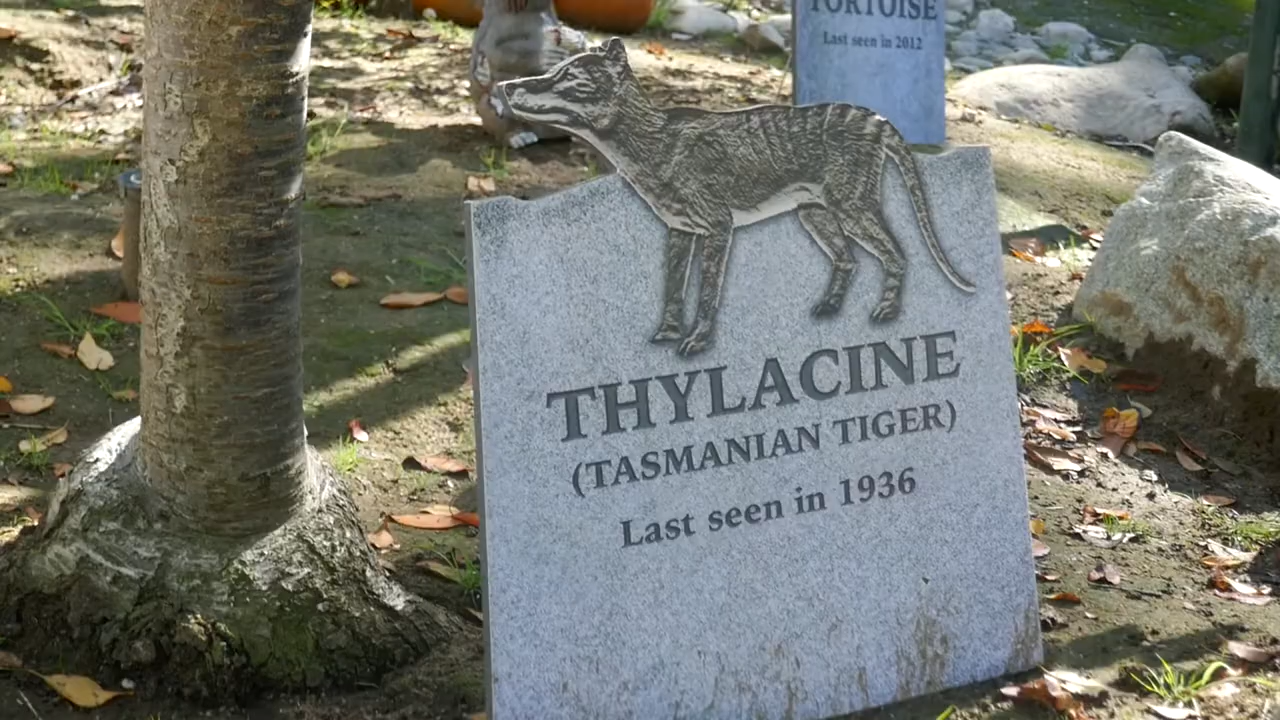 TORTOISE
Last seen in 2012
THYLACINE
(TASMANIAN TIGER)
Last seen in 1936